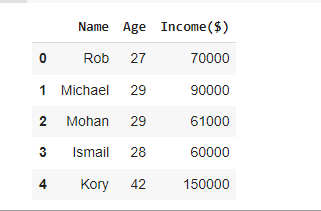 Name Age Income($)
0 Rob 27 70000
1 Michael 29 90000
2 Mohan 29 61000
3 Ismail 28 60000
4 Kory 42 150000